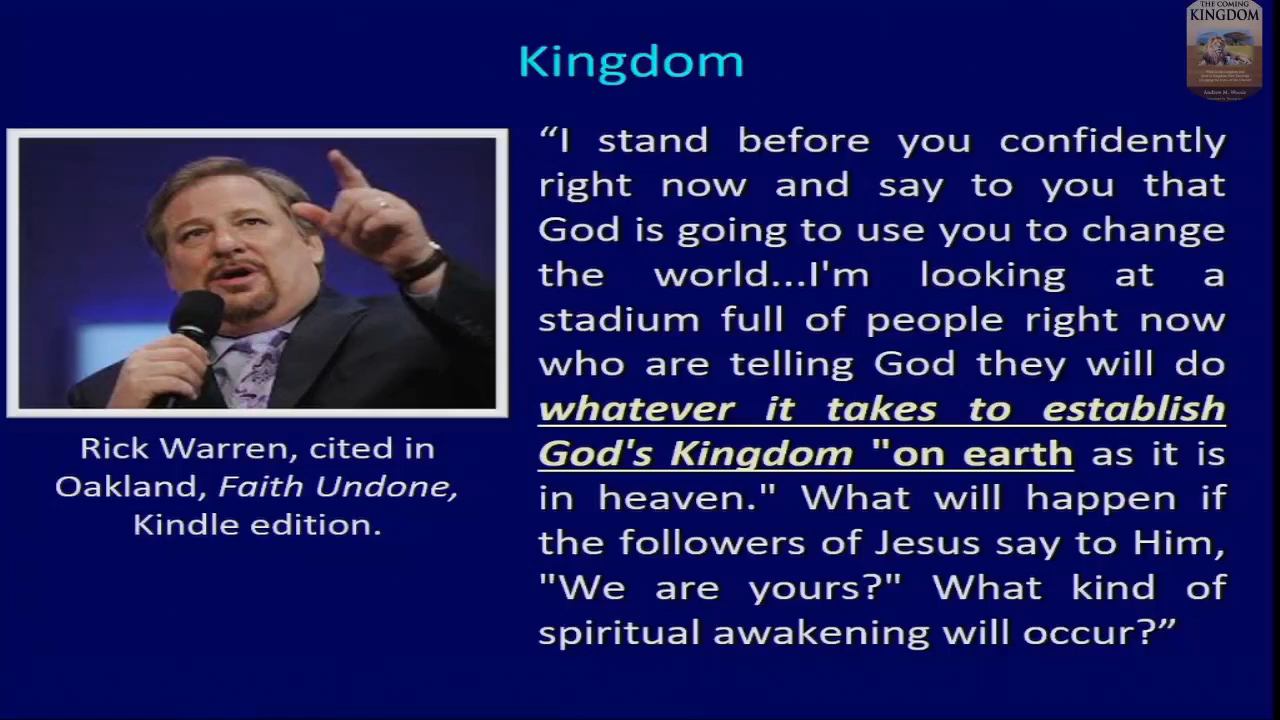 THE COMING
KINGDOM
Andrew M. Woods
Kingdom
“I stand before you confidently
right now and say to you that
God is going to use you to change
the world...I'm looking at a
stadium full of people right now
who are telling God they will do
whatever it takes to establish
God's Kingdom "on earth as it is
in heaven." What will happen if
the followers of Jesus say to Him,
"We are yours?" What kind of
spiritual awakening will occur?”
Rick Warren, cited in
Oakland, Faith Undone,
Kindle edition.